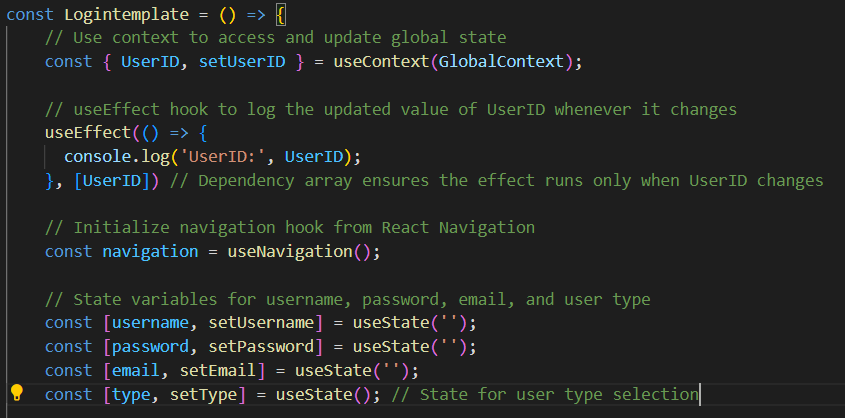 const Logintemplate = () => {
    // Use context to access and update global state
    const { UserID, setUserID } = useContext(GlobalContext);

    // useEffect hook to log the updated value of UserID whenever it changes
    useEffect(() => {
      console.log('UserID:', UserID);
    }, [UserID]) // Dependency array ensures the effect runs only when UserID changes

    // Initialize navigation hook from React Navigation
    const navigation = useNavigation();

    // State variables for username, password, email, and user type
    const [username, setUsername] = useState('');
    const [password, setPassword] = useState('');
    const [email, setEmail] = useState('');
    const [type, setType] = useState(); // State for user type selection